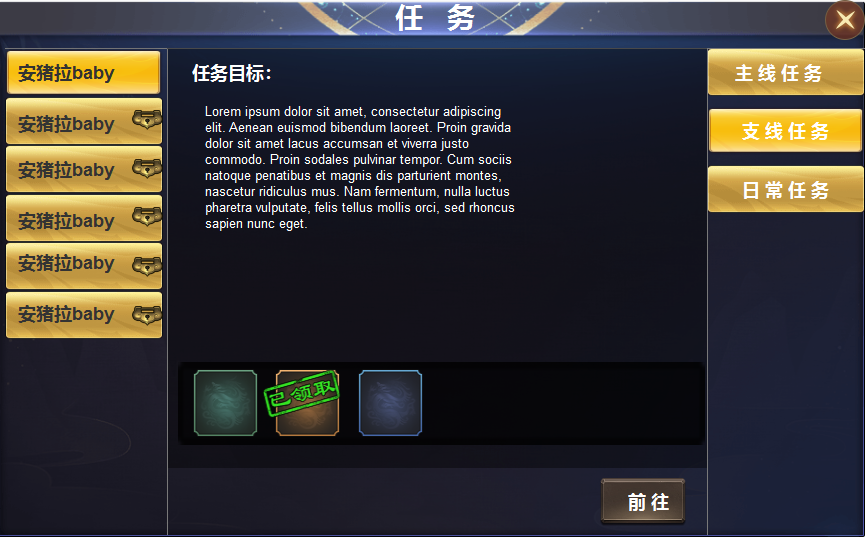 任 务
安猪拉baby
安猪拉baby
安猪拉baby
安猪拉baby
安猪拉baby
安猪拉baby
任务目标:
Lorem ipsum dolor sit amet, consectetur adipiscing
elit. Aenean euismod bibendum laoreet. Proin gravida
dolor sit amet lacus accumsan et viverra justo
commodo. Proin sodales pulvinar tempor. Cum sociis
natoque penatibus et magnis dis parturient montes,
nascetur ridiculus mus. Nam fermentum, nulla luctus
pharetra vulputate, felis tellus mollis orci, sed rhoncus
sapien nunc eget.
已领取
前往
主线任务
支线任务
日常任务